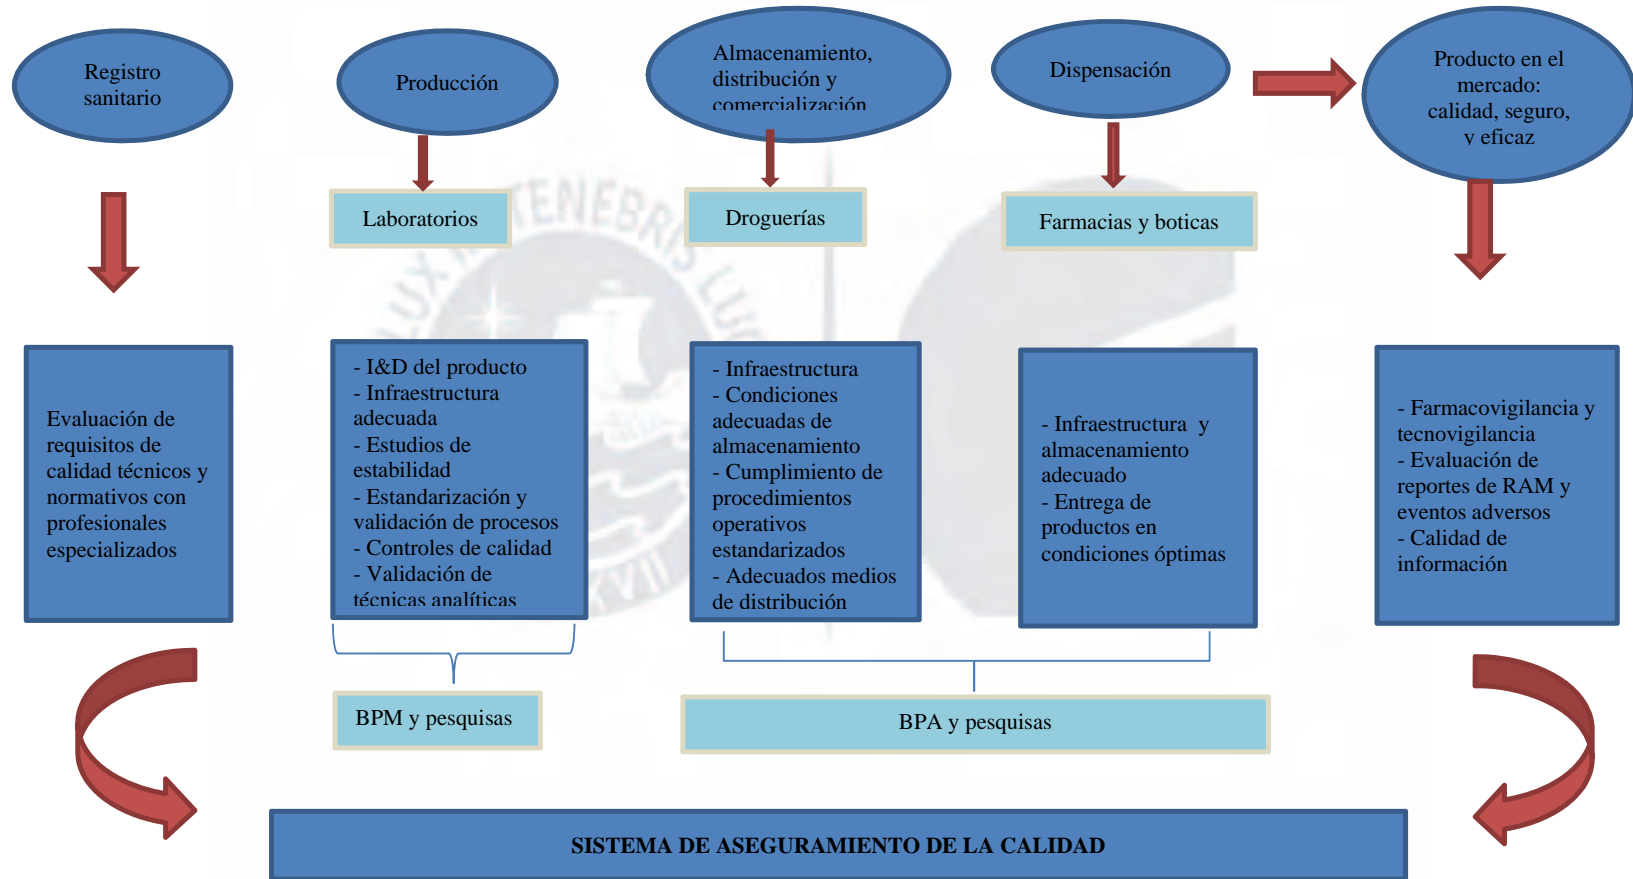 Registro
sanitario
Producción
Almacenamiento,
distribución y
comercialización
Dispensación
Producto en el
mercado:
calidad, seguro,
y eficaz
Laboratorios
Droguerías
Farmacias y boticas
Evaluación de
requisitos de
calidad técnicos y
normativos con
profesionales
especializados
- I&D del producto
- Infraestructura
adecuada
- Estudios de
estabilidad
- Estandarización y
validación de procesos
- Controles de calidad
- Validación de
técnicas analíticas
- Infraestructura
- Condiciones
adecuadas de
almacenamiento
- Cumplimiento de
procedimientos
operativos
estandarizados
- Adecuados medios
de distribución
- Infraestructura y
almacenamiento
adecuado
- Entrega de
productos en
condiciones óptimas
- Farmacovigilancia y
tecnovigilancia
- Evaluación de
reportes de RAM y
eventos adversos
- Calidad de
información
BPM y pesquisas
BPA y pesquisas
SISTEMA DE ASEGURAMIENTO DE LA CALIDAD